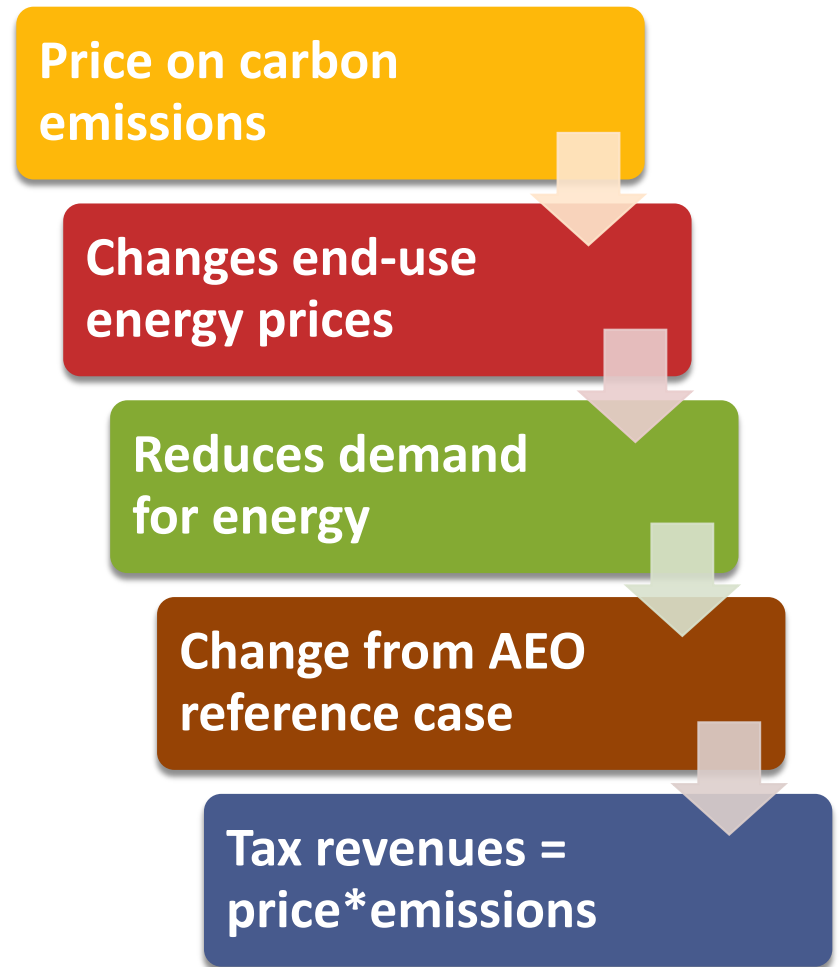 Price on carbon
emissions
Changes end-use
energy prices
Reduces demand
for energy
Change from AEO
reference case
Tax revenues =
price*emissions